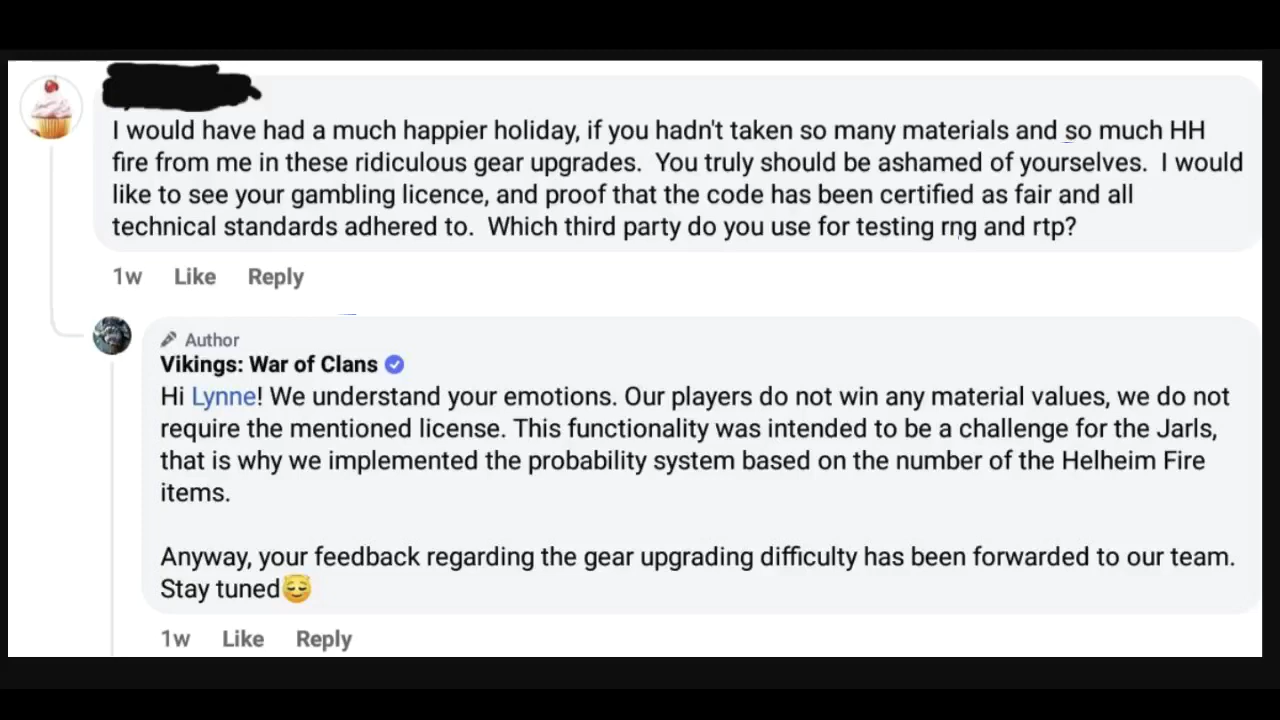 I would have had a much happier holiday, if you hadn't taken so many materials and so much HH
fire from me in these ridiculous gear upgrades.  You truly should be ashamed of yourselves.  I would
like to see your gambling licence, and proof that the code has been certified as fair and all
technical standards adhered to.  Which third party do you use for testing rng and rtp?
1w Like Reply
Author
Vikings: War of Clans
Hi Lynne! We understand your emotions. Our players do not win any material values, we do not
require the mentioned license. This functionality was intended to be a challenge for the Jarls,
that is why we implemented the probability system based on the number of the Helheim Fire
items.
Anyway, your feedback regarding the gear upgrading difficulty has been forwarded to our team.
Stay tuned😇
1w Like Reply